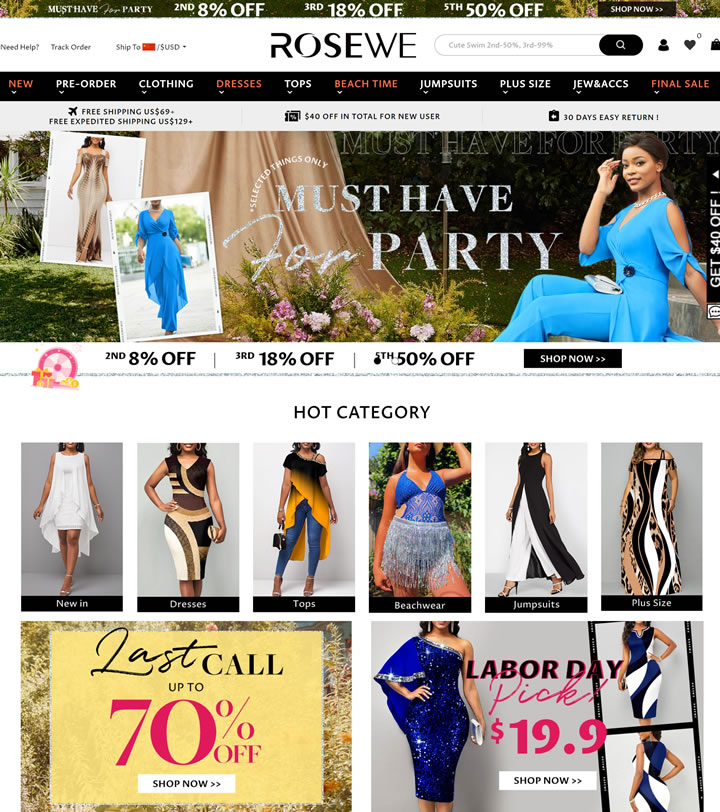 MUST HAVE For PARTY 2ND 8% OFF 3RD 18% OFF 5TH 50% OFF SHOP NOW >>
Need Help? Track Order Ship To /$USD ROSEWE Cute Swim 2nd-50%, 3rd-99% 0
NEW PRE-ORDER CLOTHING DRESSES TOPS BEACH TIME JUMPSUITS PLUS SIZE JEW&ACCS FINAL SALE
FREE SHIPPING US$69+
FREE EXPEDITED SHIPPING US$129+
$40 OFF IN TOTAL FOR NEW USER
30 DAYS EASY RETURN !
MUST HAVE FOR PARTY
*SELECTED THINGS ONLY
MUST HAVE
For PARTY
GET $40 OFF !
2ND 8% OFF | 3RD 18% OFF | 5TH 50% OFF SHOP NOW >>
HOT CATEGORY
New in
Dresses
Tops
Beachwear
Jumpsuits
Plus Size
Last CALL
UP TO
70% OFF
SHOP NOW >>
LABOR DAY
Pick!
$19.9
SHOP NOW >>